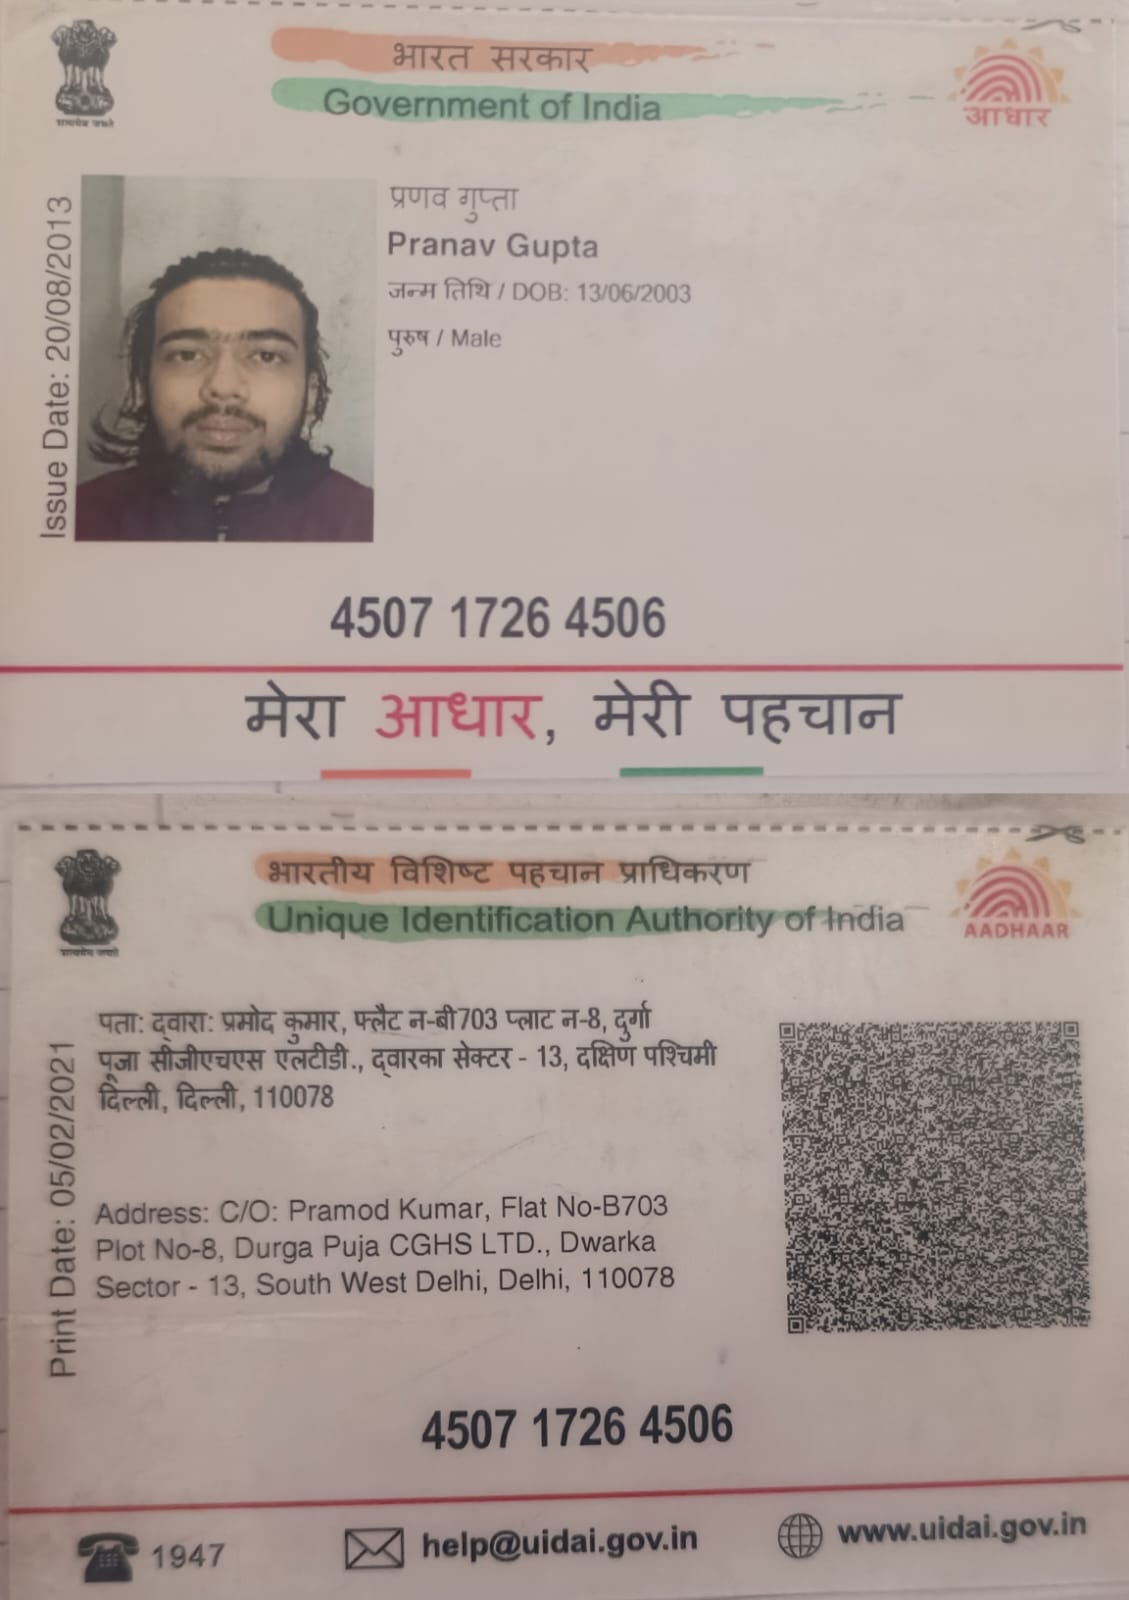 भारत सरकार
Government of India
सत्यमेव जयते
आधार
Issue Date: 20/08/2013
प्रणव गुप्ता
Pranav Gupta
जन्म तिथि / DOB: 13/06/2003
पुरुष / Male
4507 1726 4506
मेरा आधार, मेरी पहचान
भारतीय विशिष्ट पहचान प्राधिकरण
Unique Identification Authority of India
सत्यमेव जयते
AADHAAR
Print Date: 05/02/2021
पता: द्वारा: प्रमोद कुमार, फ्लैट न-बी703 प्लाट न-8, दुर्गा
पूजा सीजीएचएस एलटीडी., द्वारका सेक्टर - 13, दक्षिण पश्चिमी
दिल्ली, दिल्ली, 110078
Address: C/O: Pramod Kumar, Flat No-B703
Plot No-8, Durga Puja CGHS LTD., Dwarka
Sector - 13, South West Delhi, Delhi, 110078
4507 1726 4506
1947
help@uidai.gov.in
www.uidai.gov.in